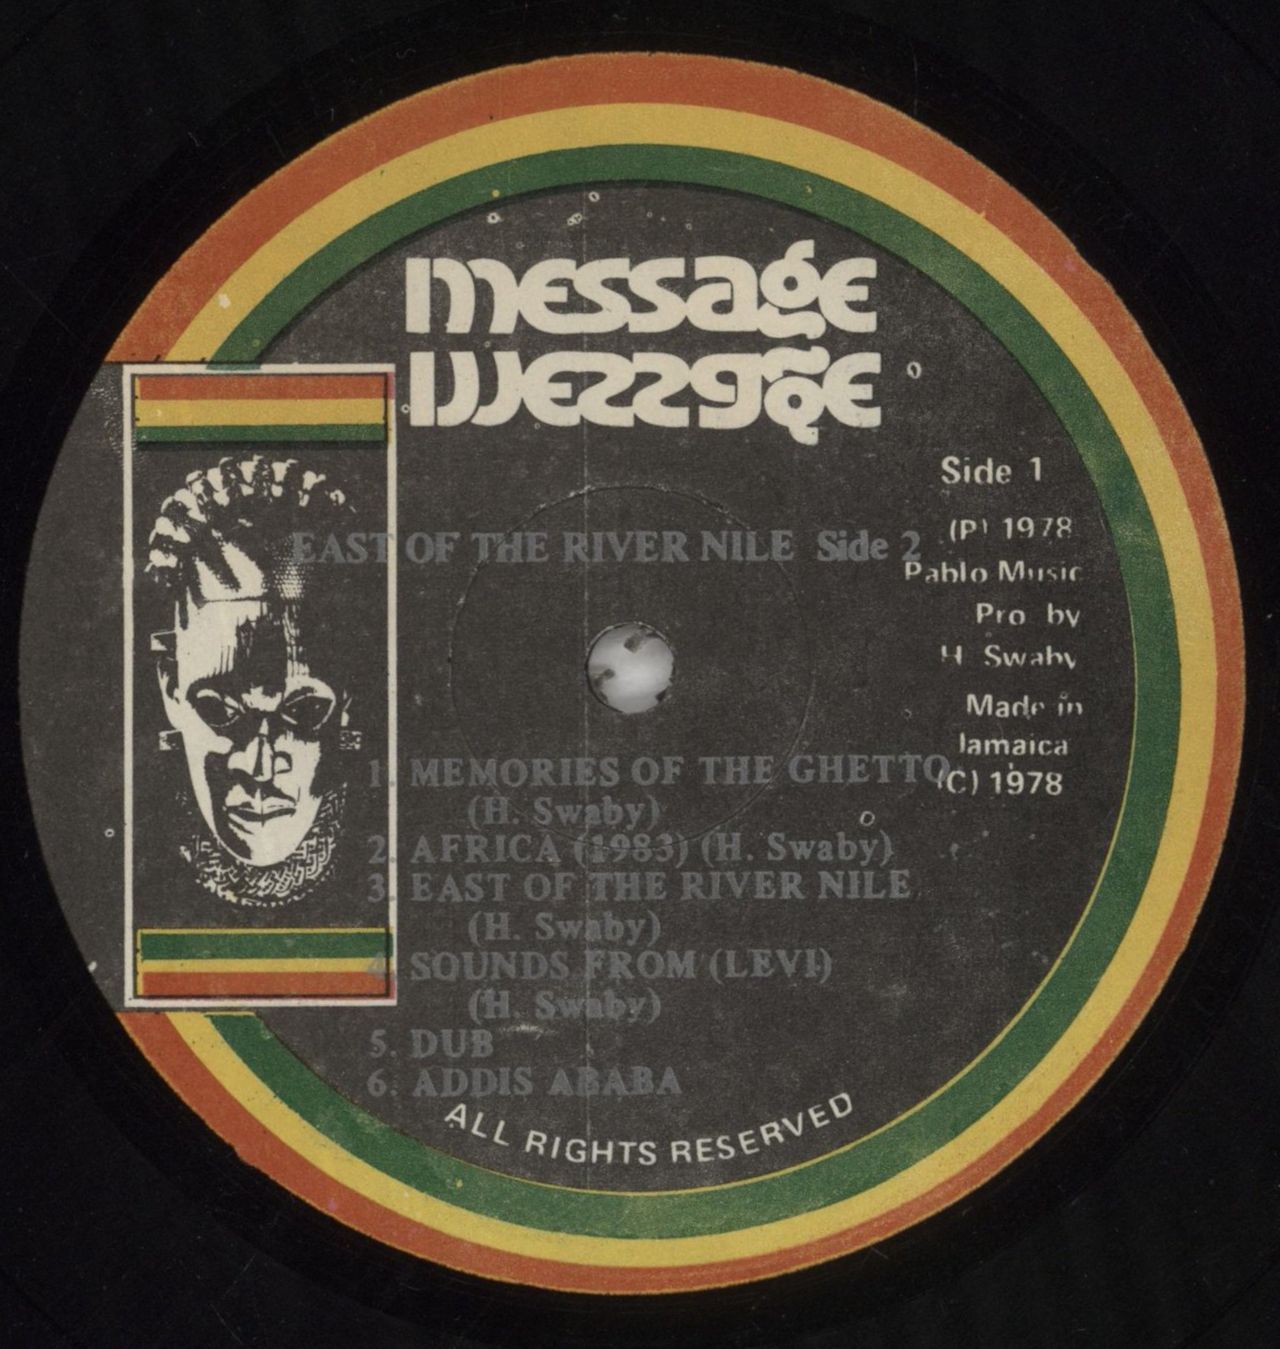 message
message
Side 1
EAST OF THE RIVER NILE Side 2
(P) 1978
Pablo Music
Pro by
H Swaby
Made in
Jamaica
(C) 1978
1. MEMORIES OF THE GHETTO
(H. Swaby)
2. AFRICA (1983) (H. Swaby)
3. EAST OF THE RIVER NILE
(H. Swaby)
4. SOUNDS FROM (LEVI)
(H. Swaby)
5. DUB
6. ADDIS ABABA
ALL RIGHTS RESERVED